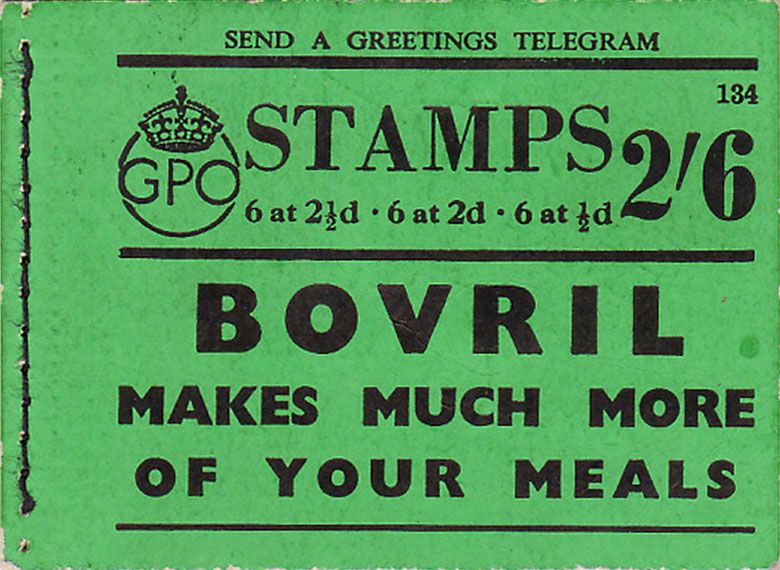 SEND A GREETINGS TELEGRAM
134
GPO
STAMPS 2/6
6 at 2½d · 6 at 2d · 6 at ½d
BOVRIL
MAKES MUCH MORE
OF YOUR MEALS